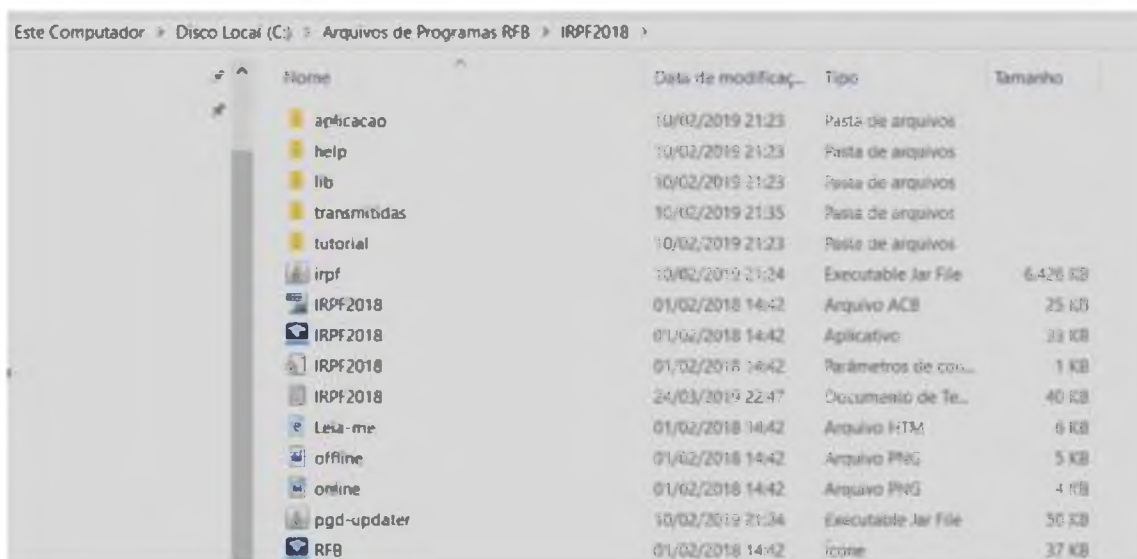 Este Computador > Disco Local (C:) > Arquivos de Programas RFB > IRPF2018 >
Nome Data de modificaç... Tipo Tamanho
aplicacao 10/02/2019 21:23 Pasta de arquivos
help 10/02/2019 21:23 Pasta de arquivos
lib 10/02/2019 21:23 Pasta de arquivos
transmitidas 10/02/2019 21:35 Pasta de arquivos
tutorial 10/02/2019 21:23 Pasta de arquivos
irpf 10/02/2019 21:24 Executable Jar File 6.426 KB
IRPF2018 01/02/2018 14:42 Arquivo ACB 25 KB
IRPF2018 01/02/2018 14:42 Aplicativo 33 KB
IRPF2018 01/02/2018 14:42 Parâmetros de con... 1 KB
IRPF2018 24/03/2019 22:47 Documento de Te... 40 KB
Leia-me 01/02/2018 14:42 Arquivo HTM 6 KB
offline 01/02/2018 14:42 Arquivo PNG 5 KB
online 01/02/2018 14:42 Arquivo PNG 4 KB
pgd-updater 10/02/2019 21:24 Executable Jar File 50 KB
RFB 01/02/2018 14:42 Ícone 37 KB